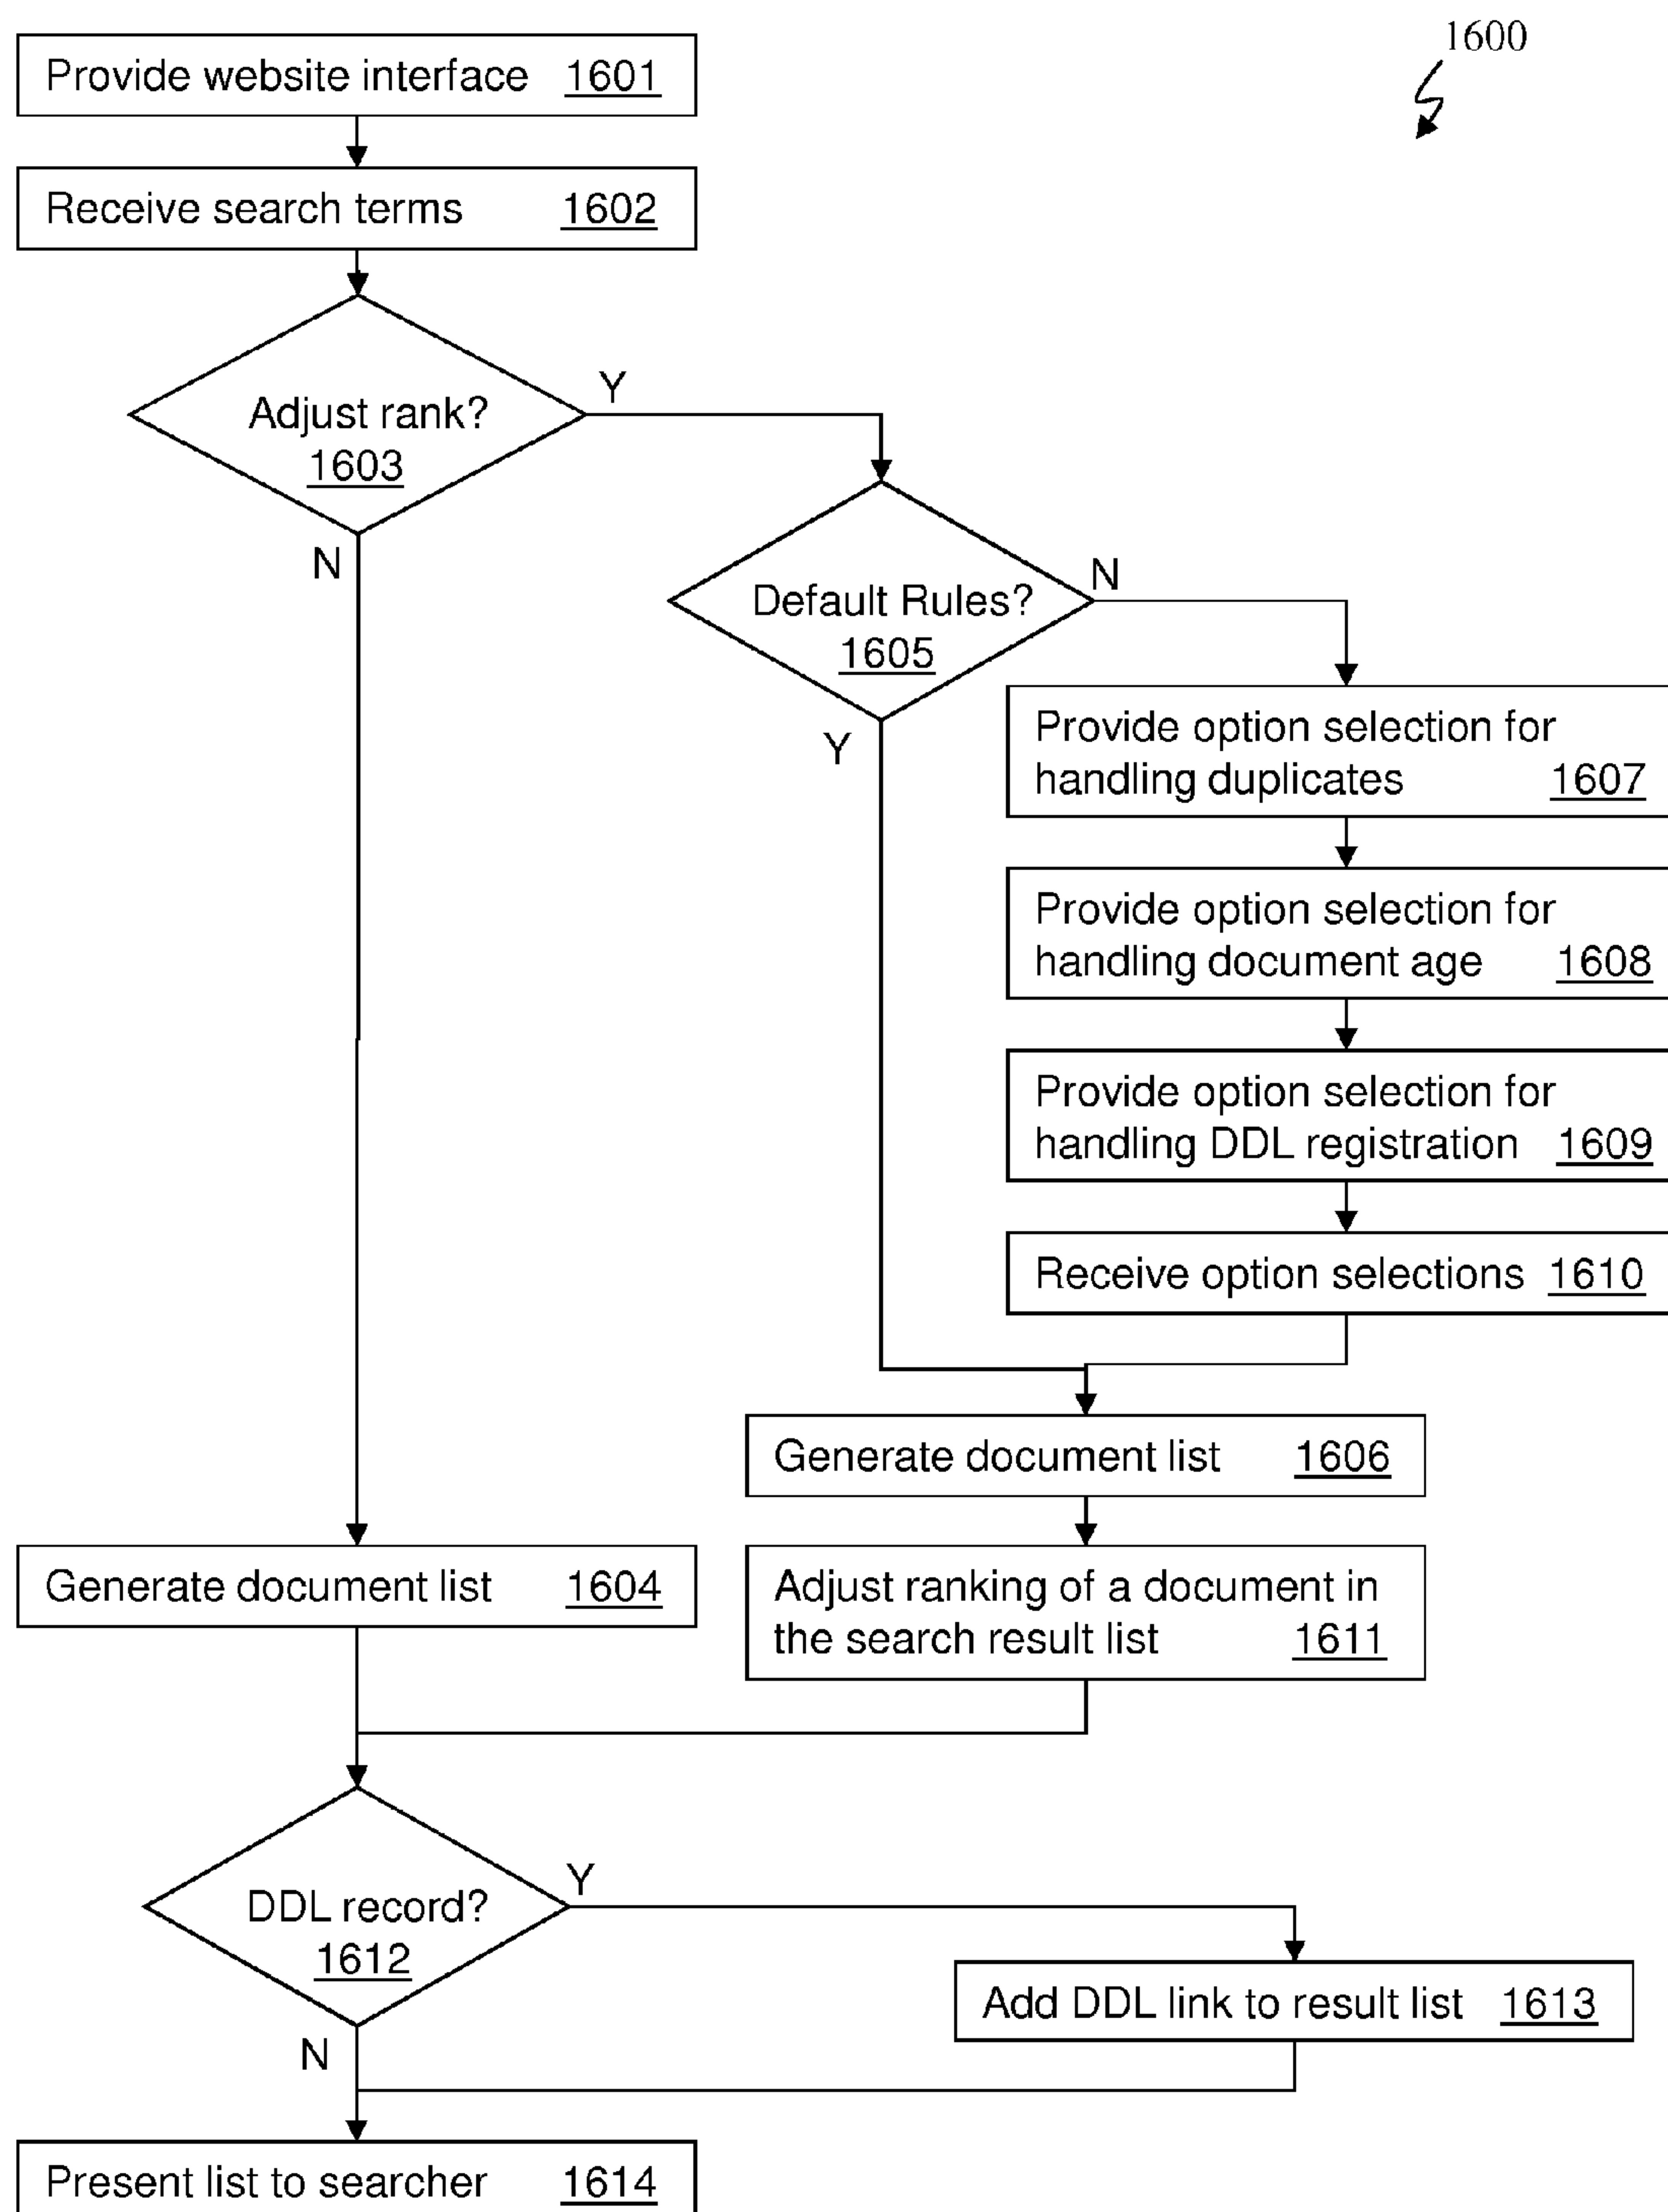 1600
Provide website interface 1601
Receive search terms 1602
Adjust rank?
1603
Y
N
Default Rules?
1605
N
Y
Provide option selection for
handling duplicates 1607
Provide option selection for
handling document age 1608
Provide option selection for
handling DDL registration 1609
Receive option selections 1610
Generate document list 1606
Generate document list 1604
Adjust ranking of a document in
the search result list 1611
DDL record?
1612
Y
N
Add DDL link to result list 1613
Present list to searcher 1614